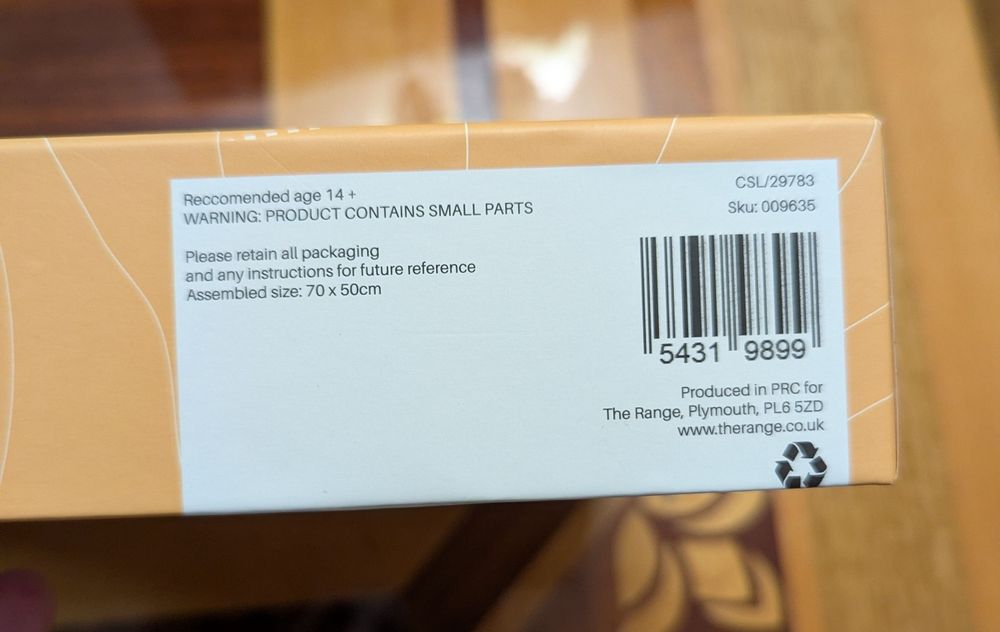 Reccomended age 14 +
WARNING: PRODUCT CONTAINS SMALL PARTS
Please retain all packaging
and any instructions for future reference
Assembled size: 70 x 50cm
CSL/29783
Sku: 009635
5431 9899
Produced in PRC for
The Range, Plymouth, PL6 5ZD
www.therange.co.uk